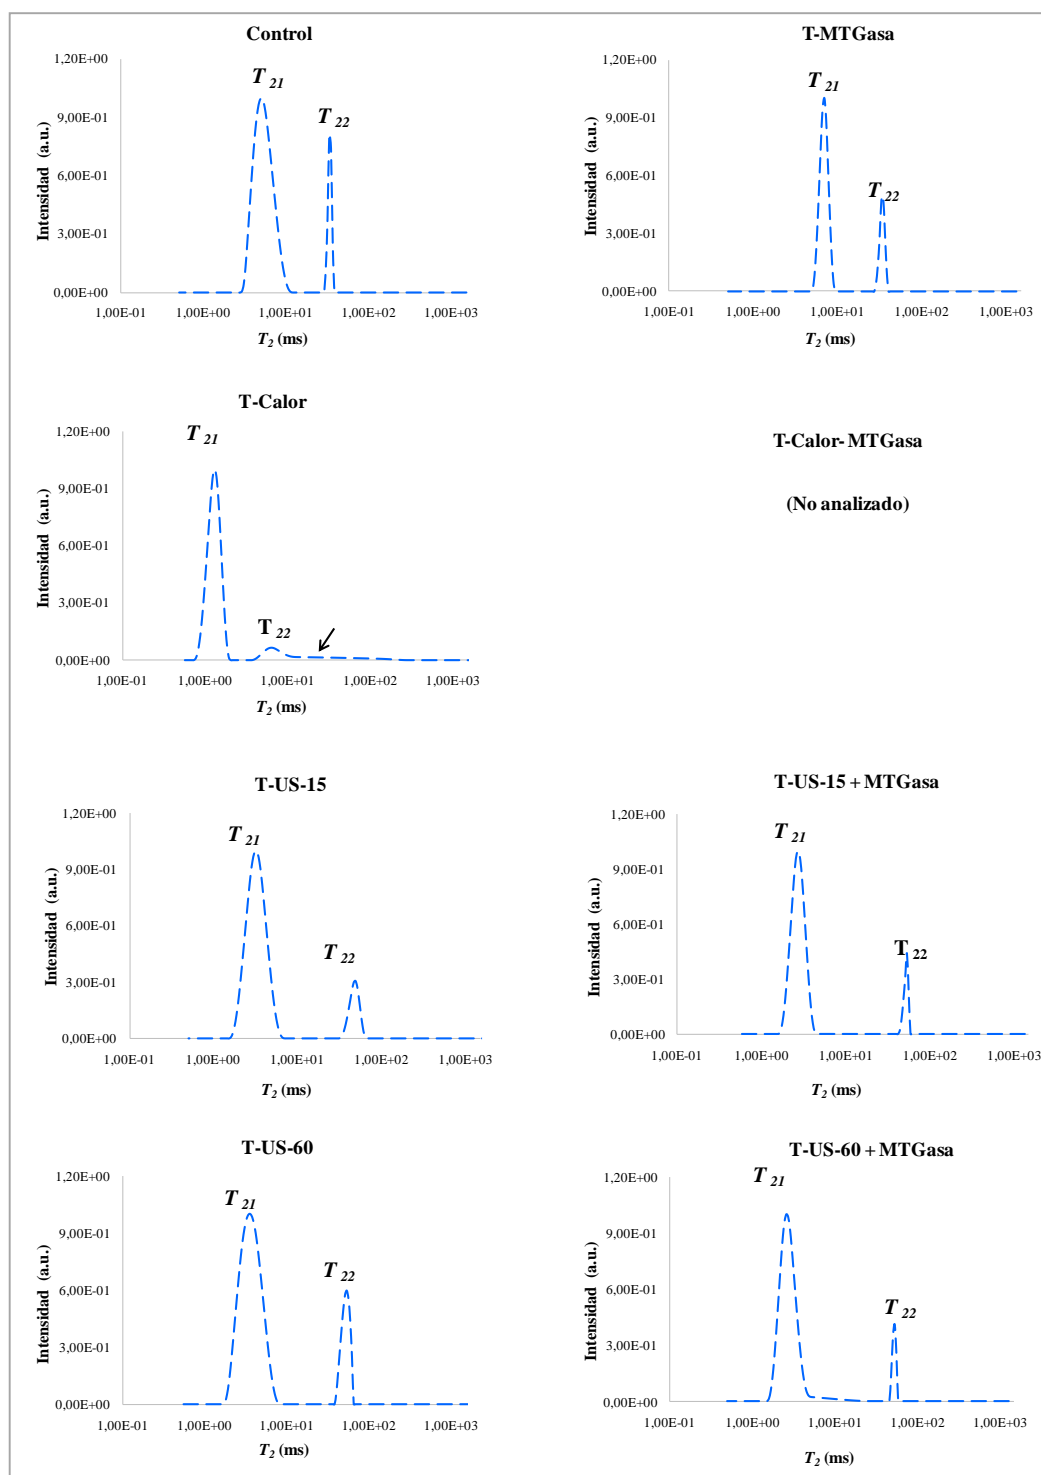 Control
1,20E+00
9,00E-01
6,00E-01
3,00E-01
0,00E+00
Intensidad (a.u.)
T 21
T 22
1,00E-01 1,00E+00 1,00E+01 1,00E+02 1,00E+03
T2 (ms)
T-MTGasa
1,20E+00
9,00E-01
6,00E-01
3,00E-01
0,00E+00
Intensidad (a.u.)
T 21
T 22
1,00E-01 1,00E+00 1,00E+01 1,00E+02 1,00E+03
T2 (ms)
T-Calor
1,20E+00
9,00E-01
6,00E-01
3,00E-01
0,00E+00
Intensidad (a.u.)
T 21
T 22
1,00E-01 1,00E+00 1,00E+01 1,00E+02 1,00E+03
T2 (ms)
T-Calor-MTGasa
(No analizado)
T-US-15
1,20E+00
9,00E-01
6,00E-01
3,00E-01
0,00E+00
Intensidad (a.u.)
T 21
T 22
1,00E-01 1,00E+00 1,00E+01 1,00E+02 1,00E+03
T2 (ms)
T-US-15 + MTGasa
1,20E+00
9,00E-01
6,00E-01
3,00E-01
0,00E+00
Intensidad (a.u.)
T 21
T 22
1,00E-01 1,00E+00 1,00E+01 1,00E+02 1,00E+03
T2 (ms)
T-US-60
1,20E+00
9,00E-01
6,00E-01
3,00E-01
0,00E+00
Intensidad (a.u.)
T 21
T 22
1,00E-01 1,00E+00 1,00E+01 1,00E+02 1,00E+03
T2 (ms)
T-US-60 + MTGasa
1,20E+00
9,00E-01
6,00E-01
3,00E-01
0,00E+00
Intensidad (a.u.)
T 21
T 22
1,00E-01 1,00E+00 1,00E+01 1,00E+02 1,00E+03
T2 (ms)